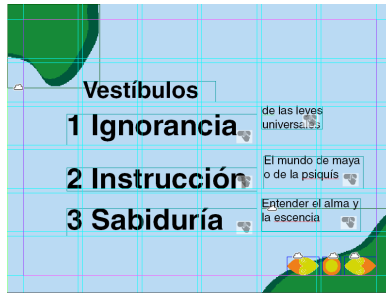 Vestíbulos
1 Ignorancia
de las leyes
universales
2 Instrucción
El mundo de maya
o de la psiquís
3 Sabiduría
Entender el alma y
la escencia